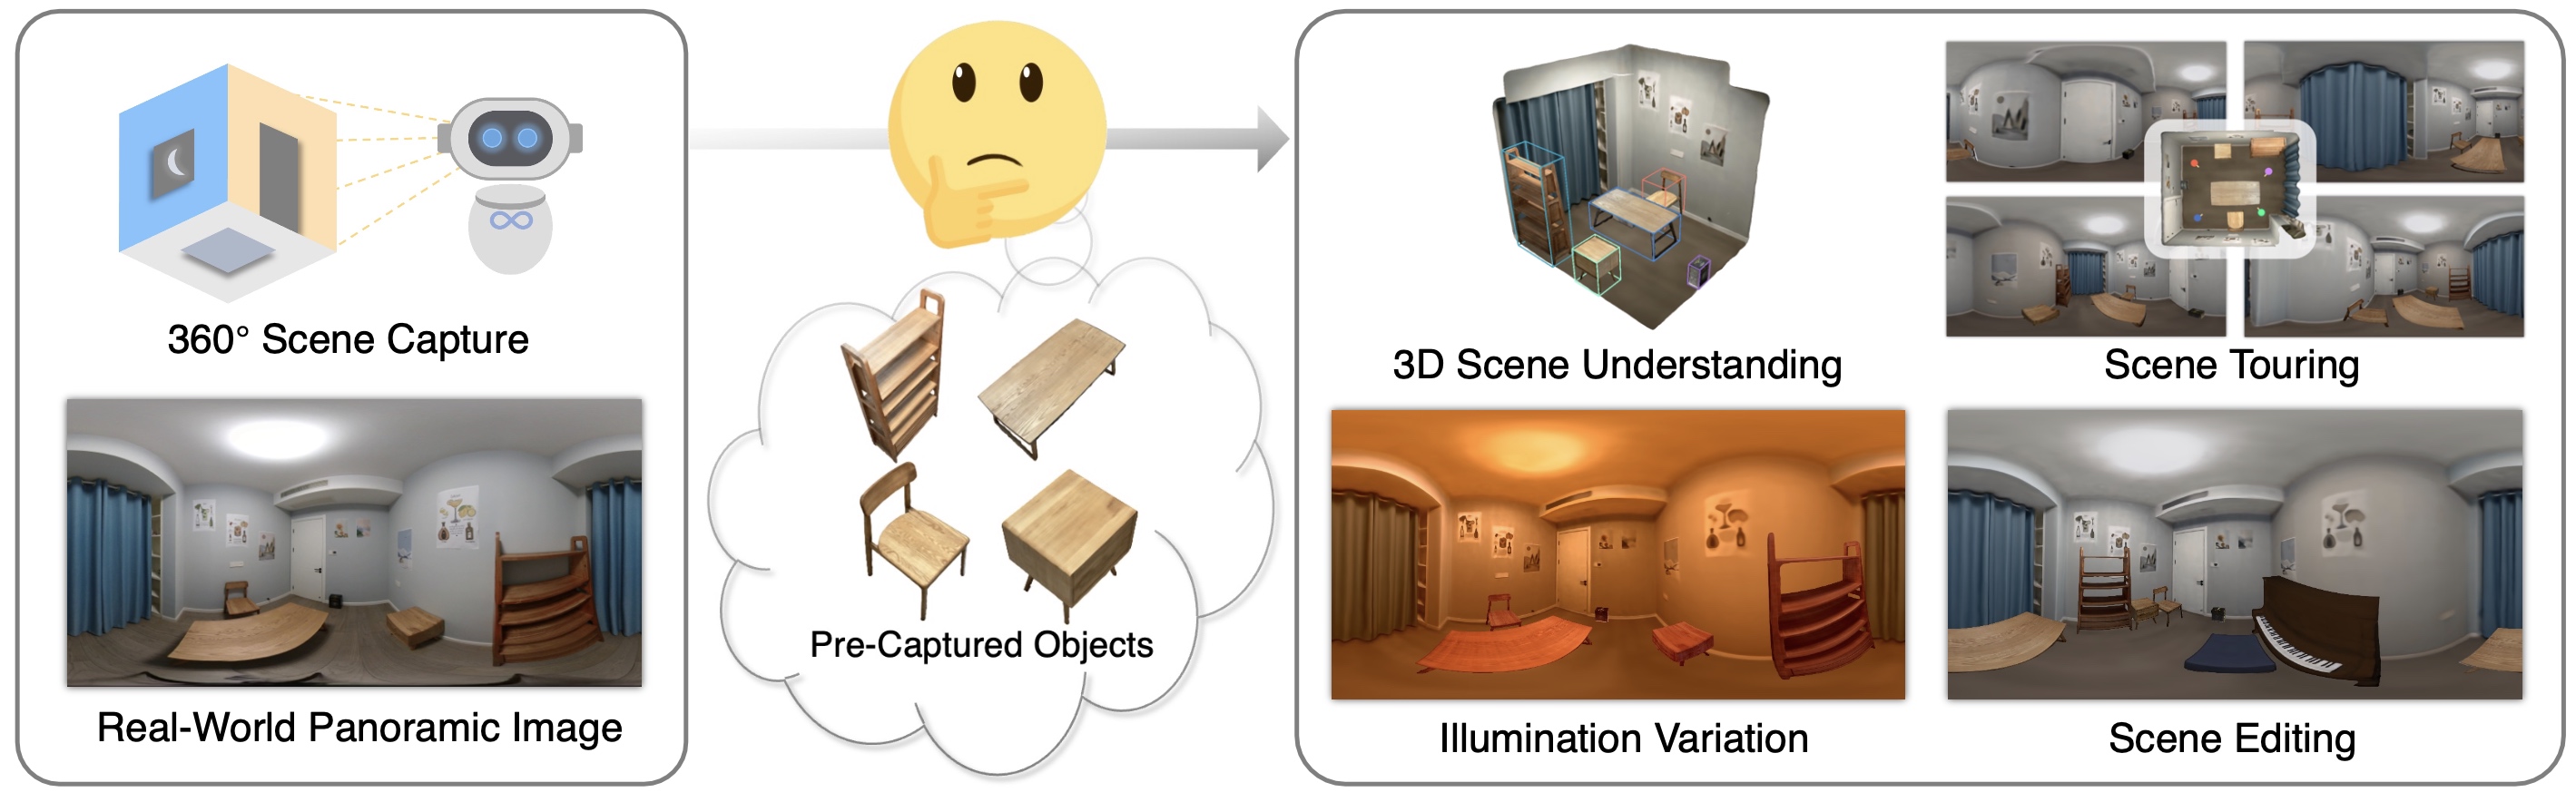 360° Scene Capture
Real-World Panoramic Image
Pre-Captured Objects
3D Scene Understanding
Scene Touring
Illumination Variation
Scene Editing